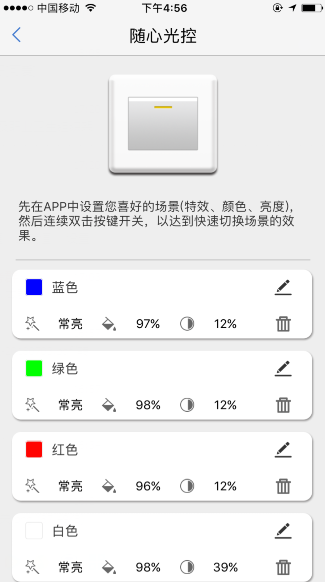 中国移动 下午4:56
随心光控
先在APP中设置您喜好的场景(特效、颜色、亮度),
然后连续双击按键开关，以达到快速切换场景的效
果。
蓝色
常亮 97% 12%
绿色
常亮 98% 12%
红色
常亮 96% 12%
白色
常亮 98% 39%